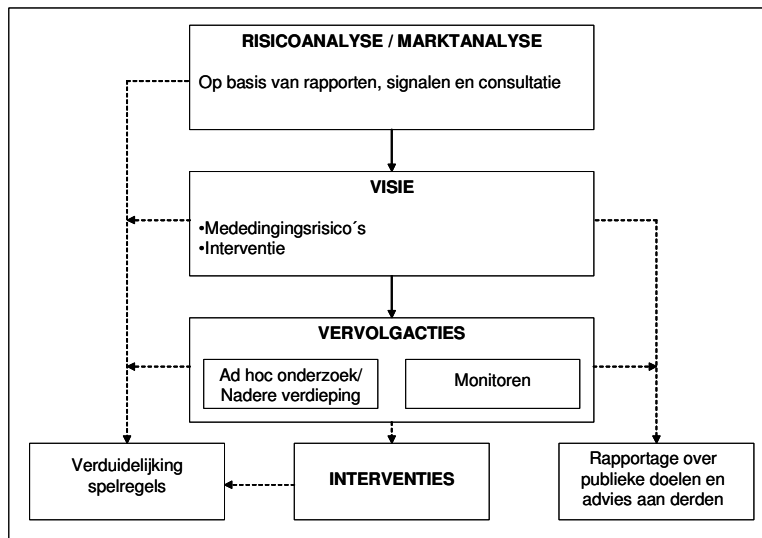 RISICOANALYSE / MARKTANALYSE
Op basis van rapporten, signalen en consultatie
VISIE
•Mededingingsrisico´s
•Interventie
VERVOLGACTIES
Ad hoc onderzoek/
Nadere verdieping
Monitoren
Verduidelijking
spelregels
INTERVENTIES
Rapportage over
publieke doelen en
advies aan derden